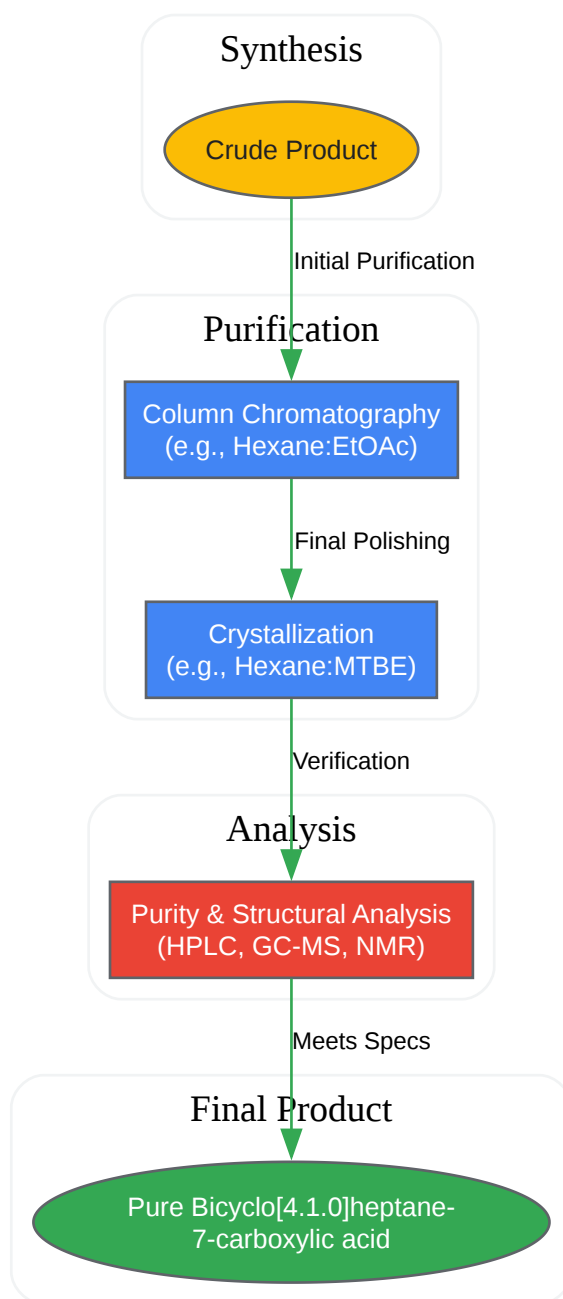 Synthesis
Crude Product
Initial Purification
Purification
Column Chromatography
(e.g., Hexane:EtOAc)
Final Polishing
Crystallization
(e.g., Hexane:MTBE)
Verification
Analysis
Purity & Structural Analysis
(HPLC, GC-MS, NMR)
Meets Specs
Final Product
Pure Bicyclo[4.1.0]heptane-
7-carboxylic acid